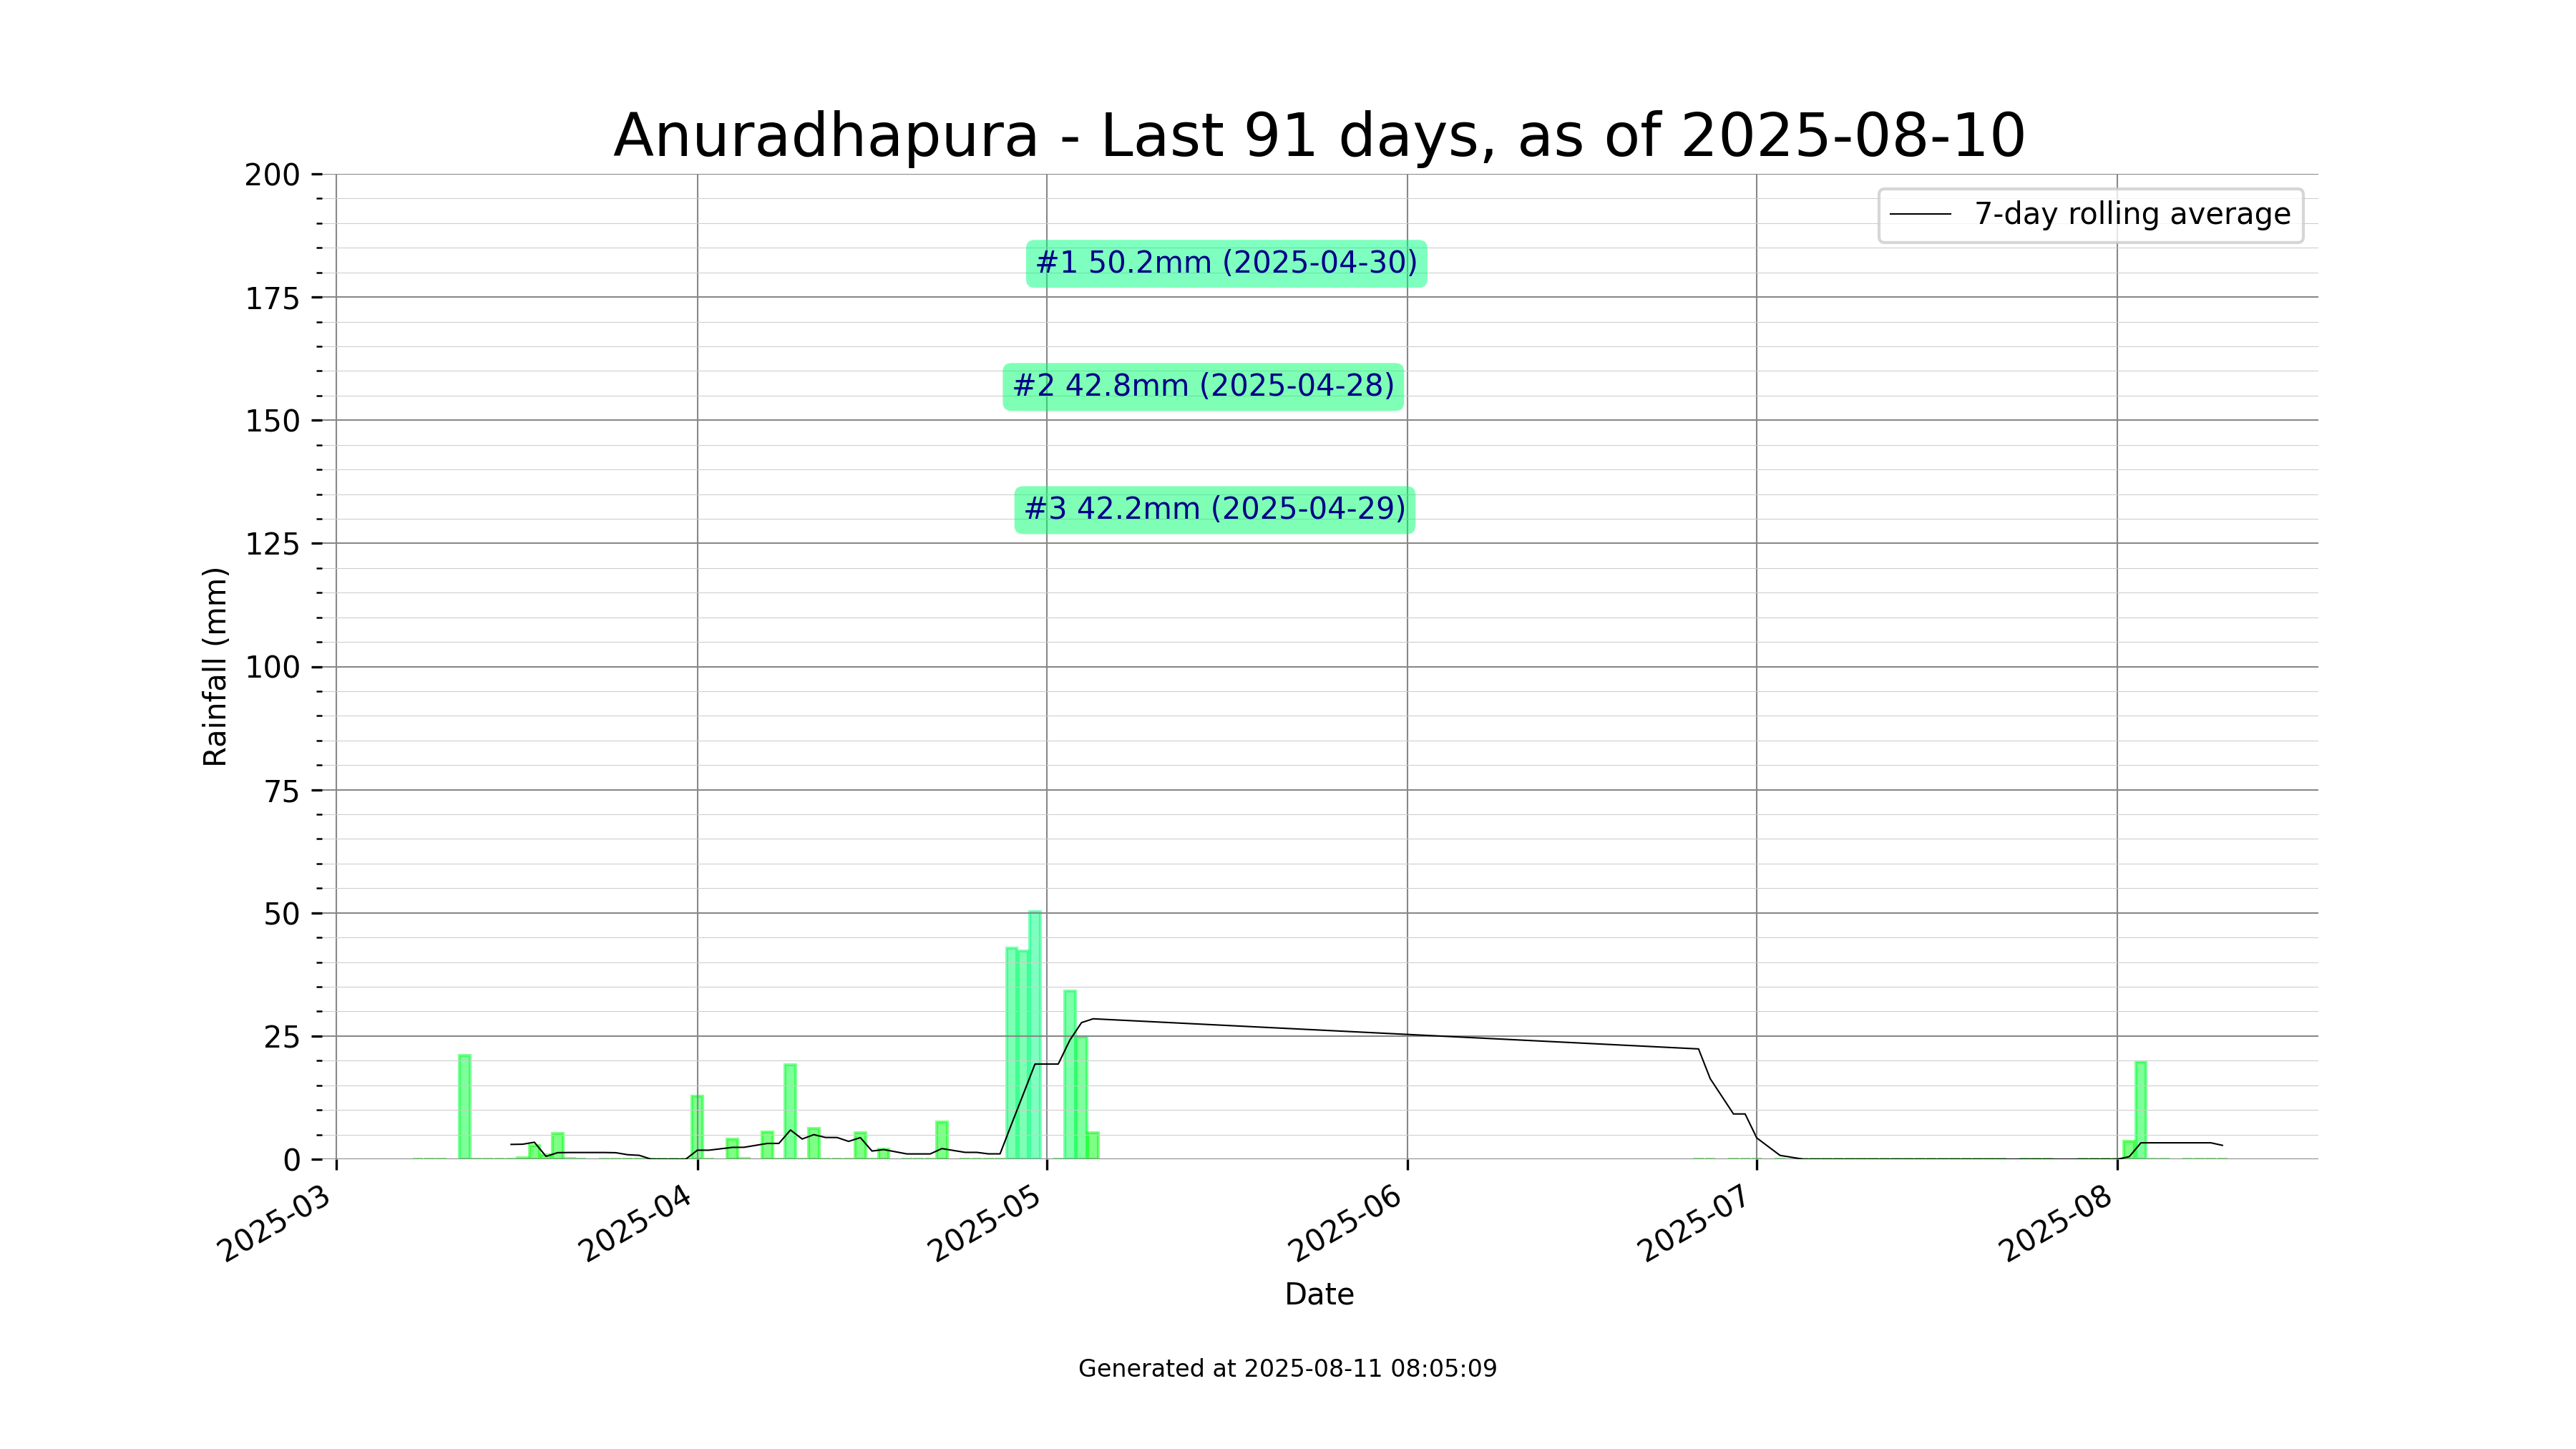 Anuradhapura - Last 91 days, as of 2025-08-10
200
175
150
125
100
75
50
25
0
Rainfall (mm)
7-day rolling average
#1 50.2mm (2025-04-30)
#2 42.8mm (2025-04-28)
#3 42.2mm (2025-04-29)
2025-03
2025-04
2025-05
2025-06
2025-07
2025-08
Date
Generated at 2025-08-11 08:05:09